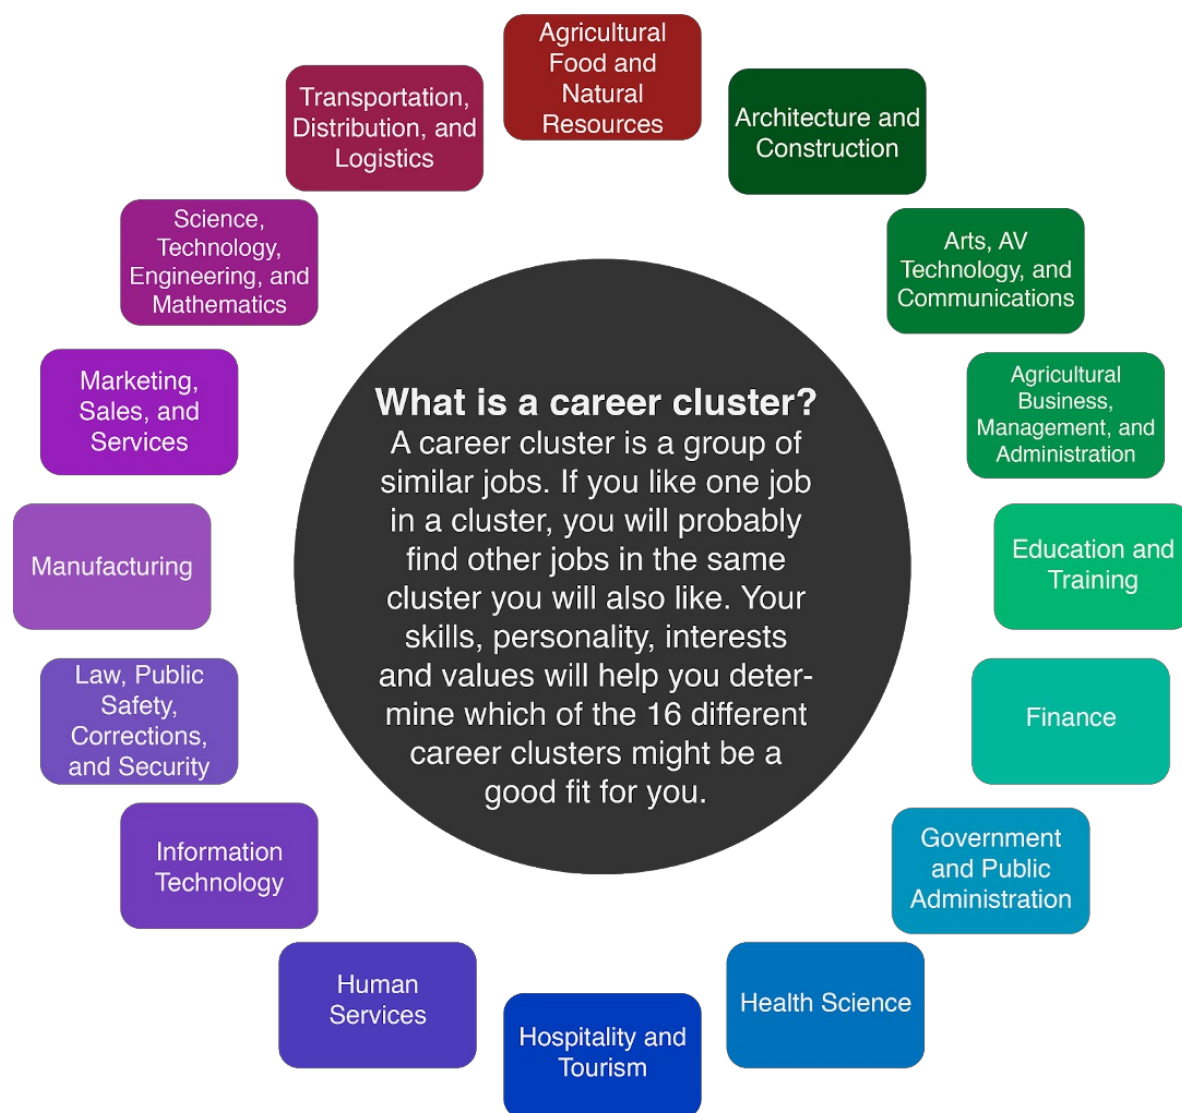 Agricultural
Food and
Natural
Resources
Architecture and
Construction
Arts, AV
Technology, and
Communications
Agricultural
Business,
Management, and
Administration
Education and
Training
Finance
Government
and Public
Administration
Health Science
Hospitality and
Tourism
Human
Services
Information
Technology
Law, Public
Safety,
Corrections,
and Security
Manufacturing
Marketing,
Sales, and
Services
Science,
Technology,
Engineering, and
Mathematics
Transportation,
Distribution, and
Logistics
What is a career cluster?
A career cluster is a group of
similar jobs. If you like one job
in a cluster, you will probably
find other jobs in the same
cluster you will also like. Your
skills, personality, interests
and values will help you deter-
mine which of the 16 different
career clusters might be a
good fit for you.